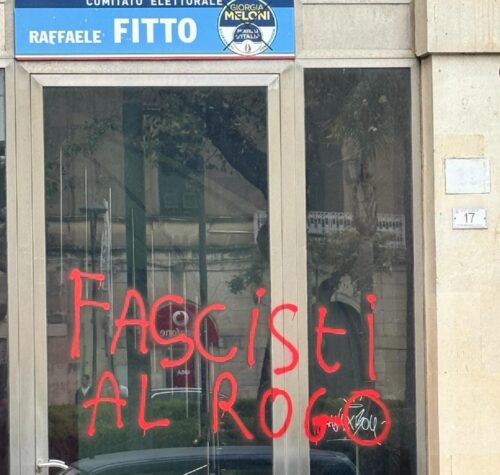 COMITATO ELETTORALE
RAFFAELE FITTO
GIORGIA
MELONI
17
FASCISTI
AL ROGO